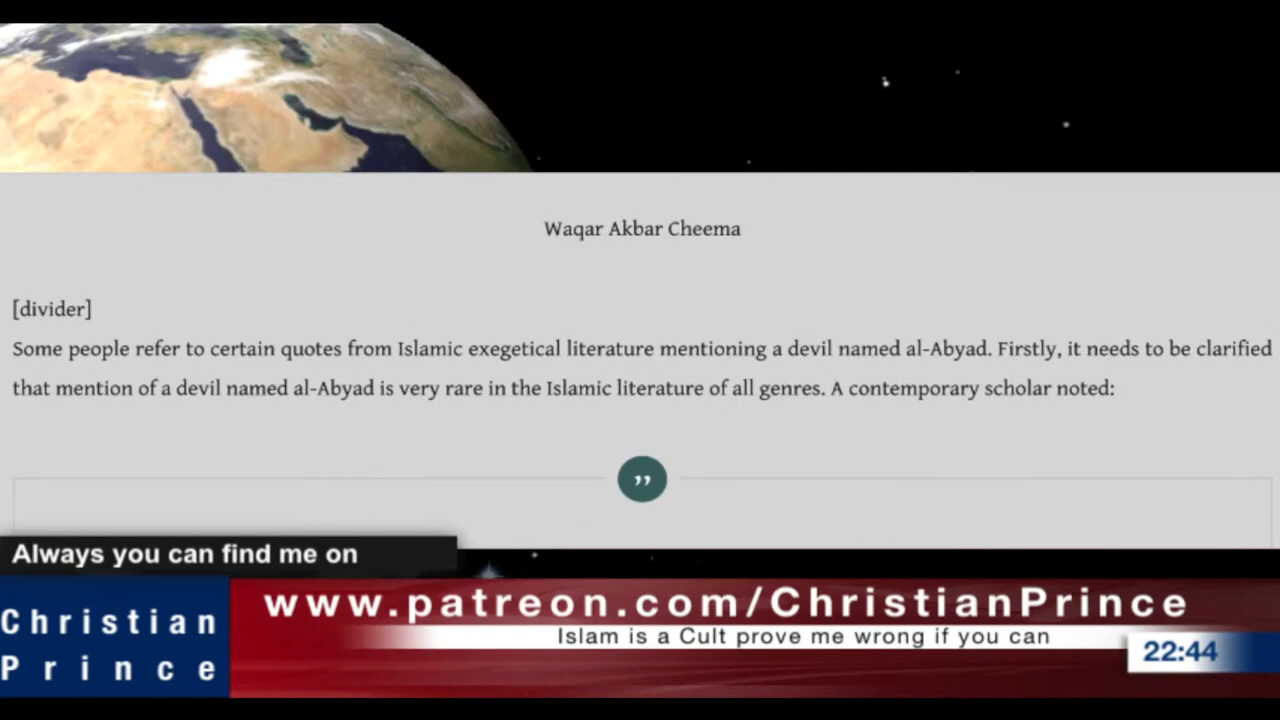 Waqar Akbar Cheema
[divider]
Some people refer to certain quotes from Islamic exegetical literature mentioning a devil named al-Abyad. Firstly, it needs to be clarified
that mention of a devil named al-Abyad is very rare in the Islamic literature of all genres. A contemporary scholar noted:
”
Always you can find me on
www.patreon.com/ChristianPrince
Christian
Prince
Islam is a Cult prove me wrong if you can
22:44